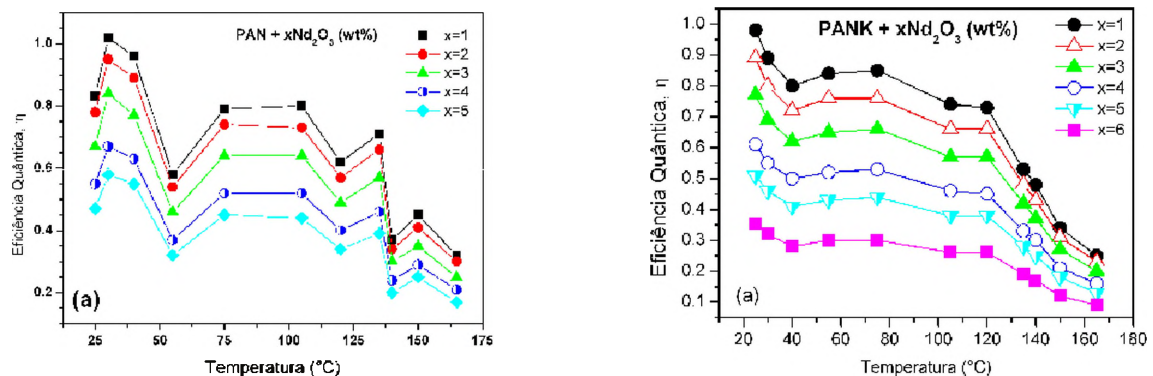 PAN + xNd₂O₃ (wt%)
x=1
x=2
x=3
x=4
x=5
Eficiência Quântica, η
1.0
0.8
0.6
0.4
0.2
(a)
25 50 75 100 125 150 175
Temperatura (°C)
PANK + xNd₂O₃ (wt%)
x=1
x=2
x=3
x=4
x=5
x=6
Eficiência Quântica, η
1.0
0.9
0.8
0.7
0.6
0.5
0.4
0.3
0.2
0.1
(a)
20 40 60 80 100 120 140 160 180
Temperatura (°C)